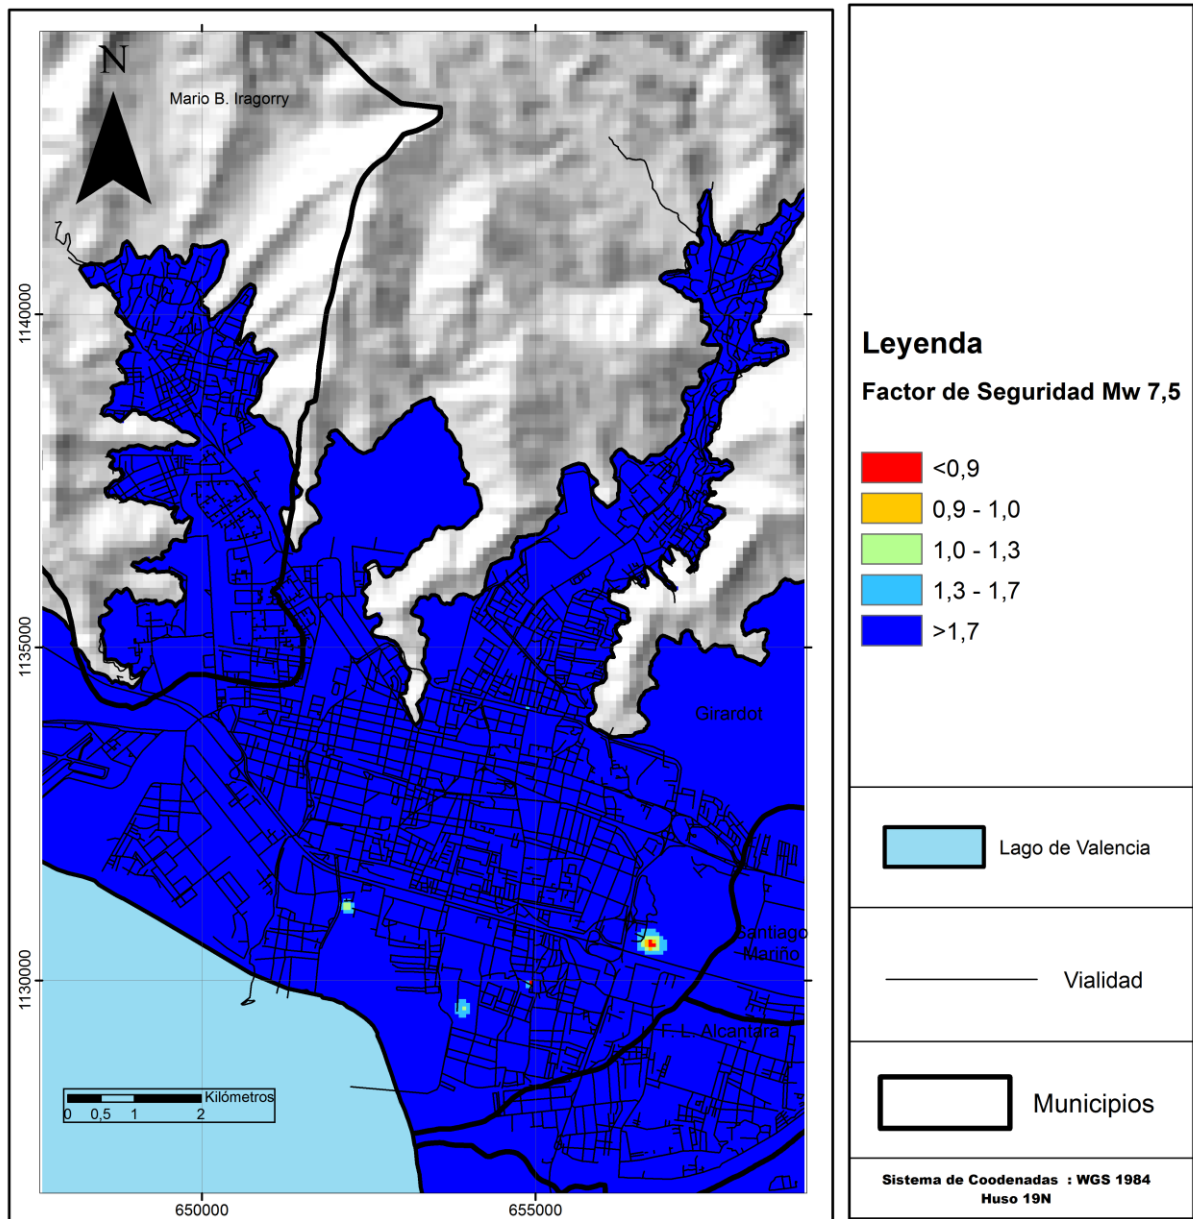 N
Mario B. Iragorry
1140000
1135000
1130000
Girardot
Santiago
Mariño
F. L. Alcantara
Kilómetros
0 0,5 1 2
650000
655000
Leyenda
Factor de Seguridad Mw 7,5
<0,9
0,9 - 1,0
1,0 - 1,3
1,3 - 1,7
>1,7
Lago de Valencia
Vialidad
Municipios
Sistema de Coodenadas : WGS 1984
Huso 19N